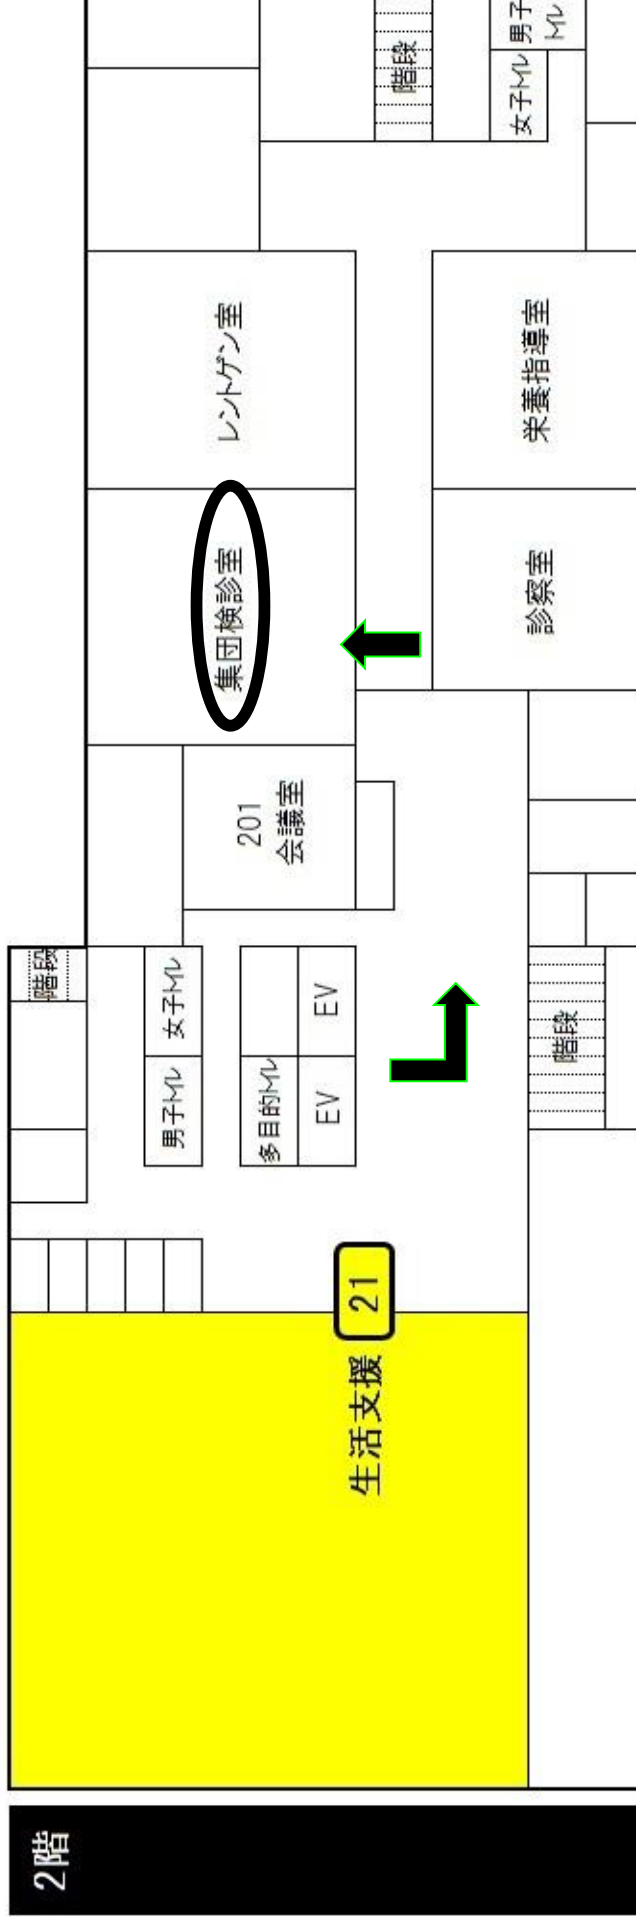 2階
階段
男子トイレ
女子トイレ
多目的トイレ
EV
EV
201
会議室
集団検診室
レントゲン室
生活支援
21
階段
診察室
栄養指導室
階段
女子トイレ
男子
トイレ